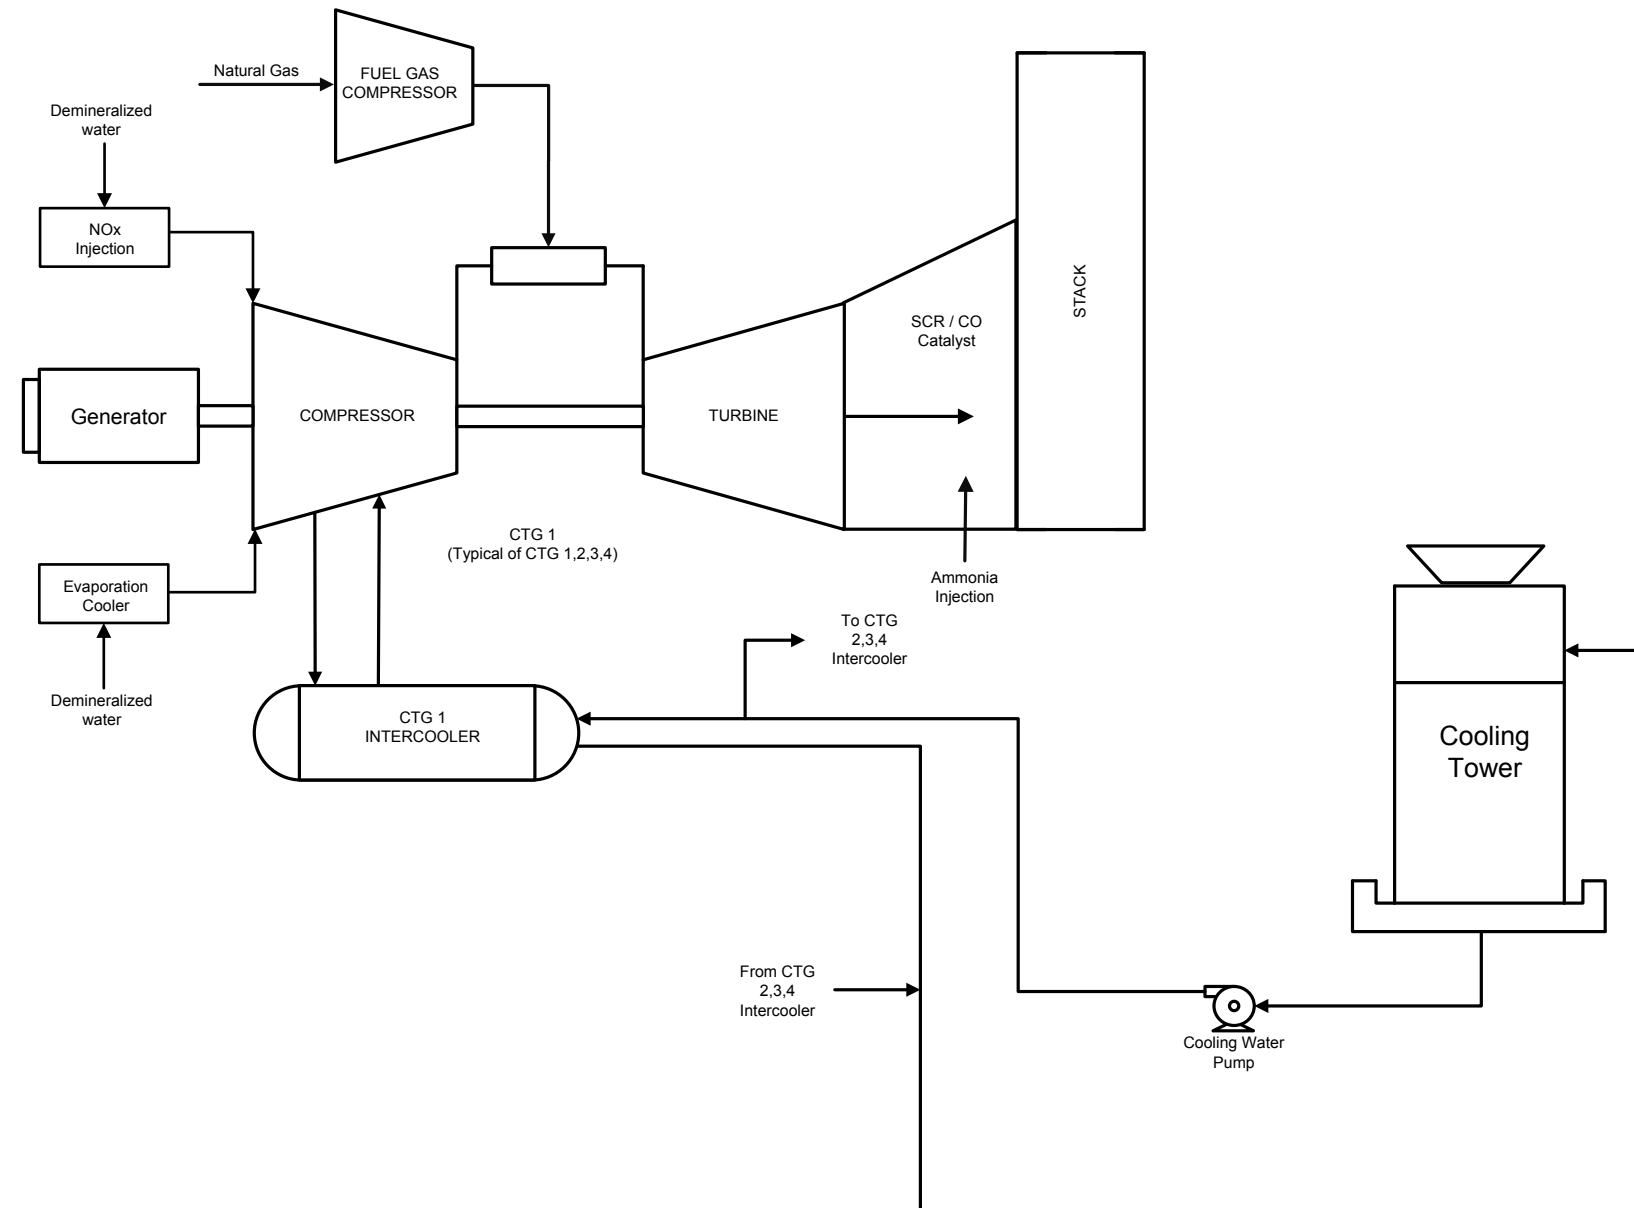 Natural Gas
FUEL GAS
COMPRESSOR
Demineralized
water
NOx
Injection
STACK
SCR / CO
Catalyst
Generator
COMPRESSOR
TURBINE
CTG 1
(Typical of CTG 1,2,3,4)
Evaporation
Cooler
Ammonia
Injection
To CTG
2,3,4
Intercooler
Demineralized
water
CTG 1
INTERCOOLER
Cooling
Tower
From CTG
2,3,4
Intercooler
Cooling Water
Pump